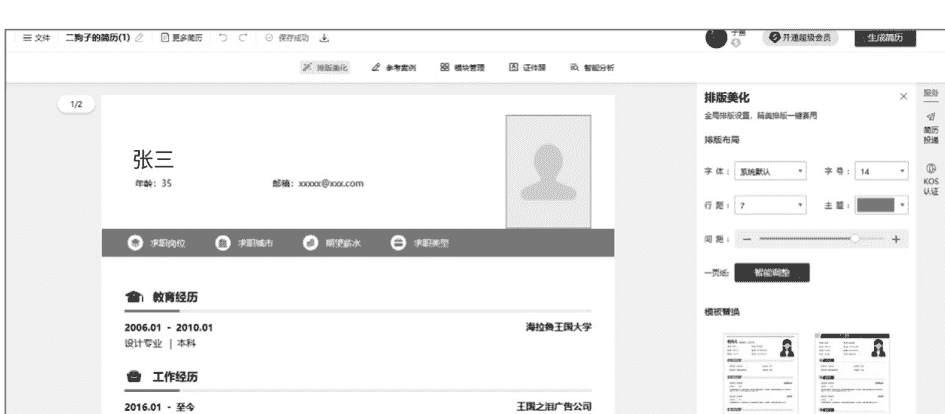 文件 二狗子的简历(1) 更多简历 保存成功
开通超级会员 生成简历
排版美化 参考案例 模块管理 证件照 智能分析
1/2
张三
年龄：35 邮箱：xxxxx@xxx.com
求职岗位 求职城市 期望薪水 求职类型
教育经历
2006.01 - 2010.01 海拉鲁王国大学
设计专业 | 本科
工作经历
2016.01 - 至今 王国之泪广告公司
排版美化
全局排版设置，精美排版一键套用
排版布局
字体： 系统默认 字号： 14
行距： 7 主题：
间距：
一页纸： 智能调整
模板替换
简历
投递
KOS
认证